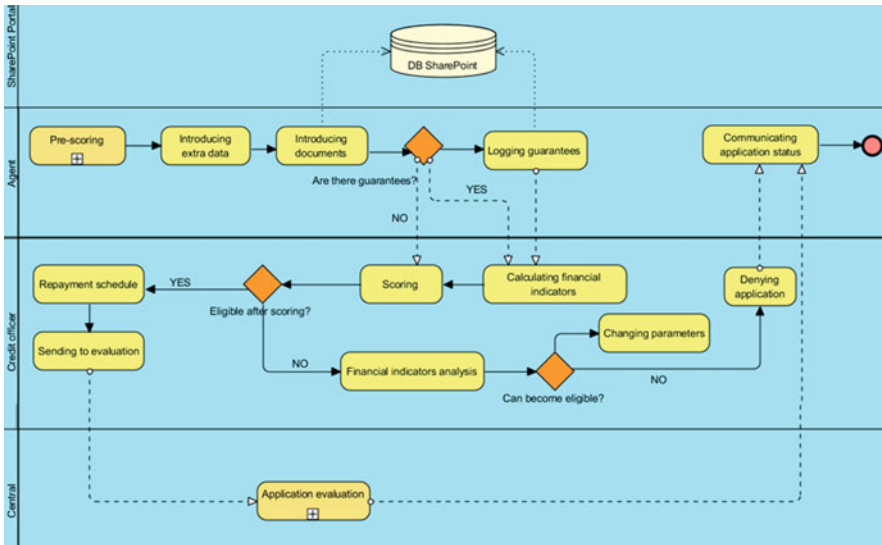 SharePoint Portal
DB SharePoint
Agent
Pre-scoring
Introducing
extra data
Introducing
documents
Are there guarantees?
Logging guarantees
Communicating
application status
YES
NO
Credit officer
Repayment schedule
YES
Eligible after scoring?
Scoring
Calculating financial
indicators
Denying
application
Sending to evaluation
NO
Financial indicators analysis
Changing parameters
Can become eligible?
NO
Central
Application evaluation